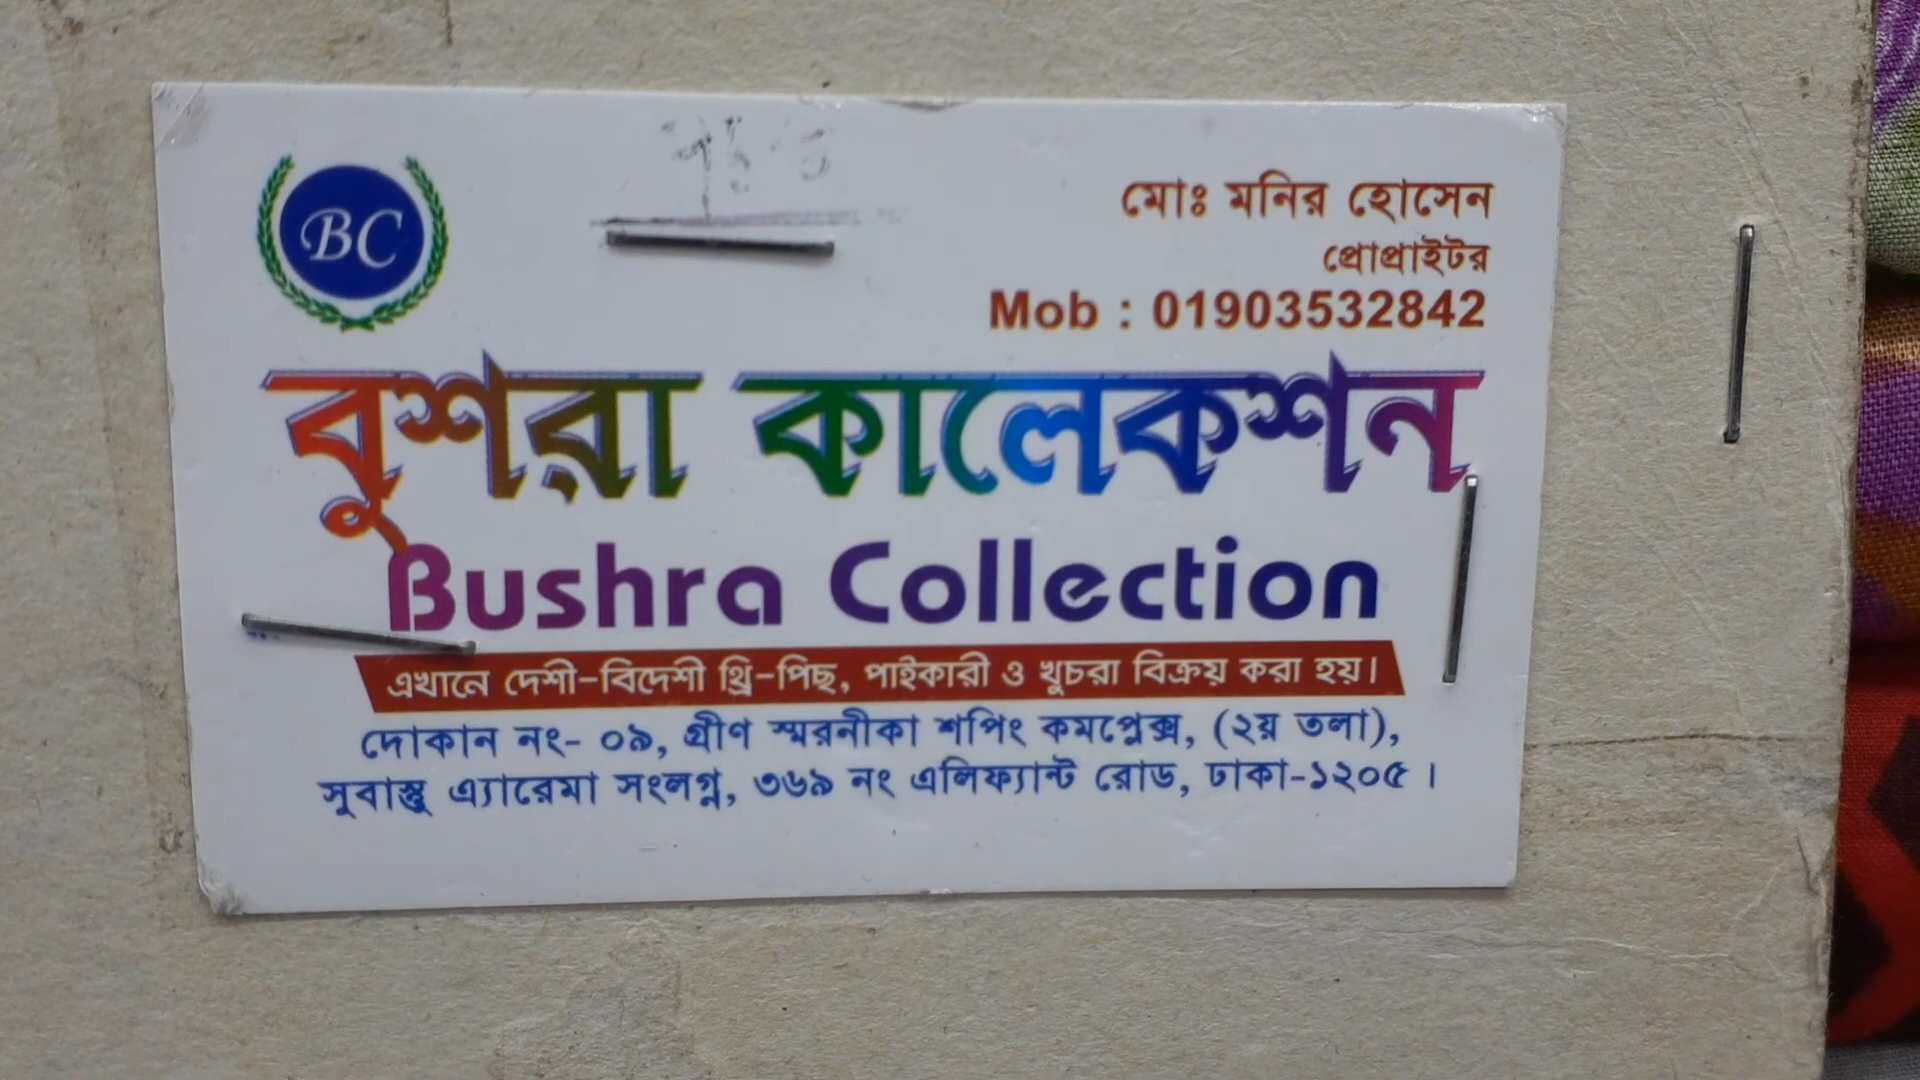 BC
মোঃ মনির হোসেন
প্রোপ্রাইটর
Mob : 01903532842
বুশরা কালেকশন
Bushra Collection
এখানে দেশী-বিদেশী থ্রি-পিছ, পাইকারী ও খুচরা বিক্রয় করা হয়।
দোকান নং- ০৯, গ্রীণ স্মরনীকা শপিং কমপ্লেক্স, (২য় তলা),
সুবাস্তু এ্যারেমা সংলগ্ন, ৩৬৯ নং এলিফ্যান্ট রোড, ঢাকা-১২০৫ ।